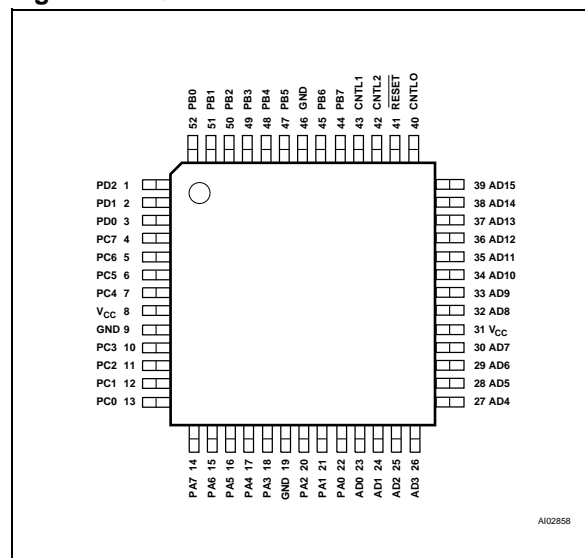 52 PB0
51 PB1
50 PB2
49 PB3
48 PB4
47 PB5
46 GND
45 PB6
44 PB7
43 CNTL1
42 CNTL2
41 RESET
40 CNTL0
PD2 1
PD1 2
PD0 3
PC7 4
PC6 5
PC5 6
PC4 7
VCC 8
GND 9
PC3 10
PC2 11
PC1 12
PC0 13
39 AD15
38 AD14
37 AD13
36 AD12
35 AD11
34 AD10
33 AD9
32 AD8
31 VCC
30 AD7
29 AD6
28 AD5
27 AD4
PA7 14
PA6 15
PA5 16
PA4 17
PA3 18
GND 19
PA2 20
PA1 21
PA0 22
AD0 23
AD1 24
AD2 25
AD3 26
AI02858